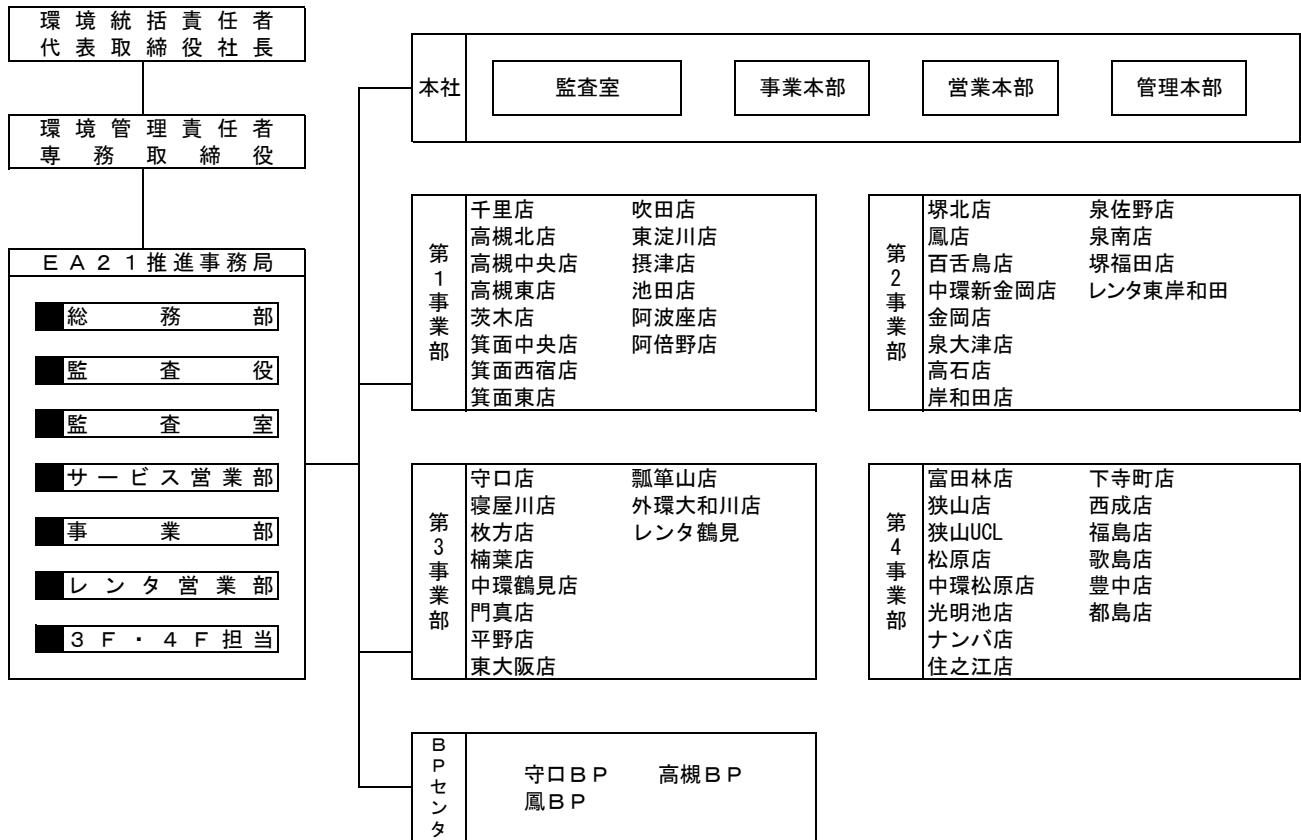 環境統括責任者
代表取締役社長
環境管理責任者
専務取締役
EA21推進事務局
総務部
監査役
監査室
サービス営業部
事業部
レンタ営業部
3F・4F担当
本社
監査室
事業本部
営業本部
管理本部
第1事業部
千里店
高槻北店
高槻中央店
高槻東店
茨木店
箕面中央店
箕面西宿店
箕面東店
吹田店
東淀川店
摂津店
池田店
阿波座店
阿倍野店
第2事業部
堺北店
鳳店
百舌鳥店
中環新金岡店
金岡店
泉大津店
高石店
岸和田店
泉佐野店
泉南店
堺福田店
レンタ東岸和田
第3事業部
守口店
寝屋川店
枚方店
楠葉店
中環鶴見店
門真店
平野店
東大阪店
瓢箪山店
外環大和川店
レンタ鶴見
第4事業部
富田林店
狭山店
狭山UCL
松原店
中環松原店
光明池店
ナンバ店
住之江店
下寺町店
西成店
福島店
歌島店
豊中店
都島店
BPセンタ
守口BP 高槻BP
鳳BP